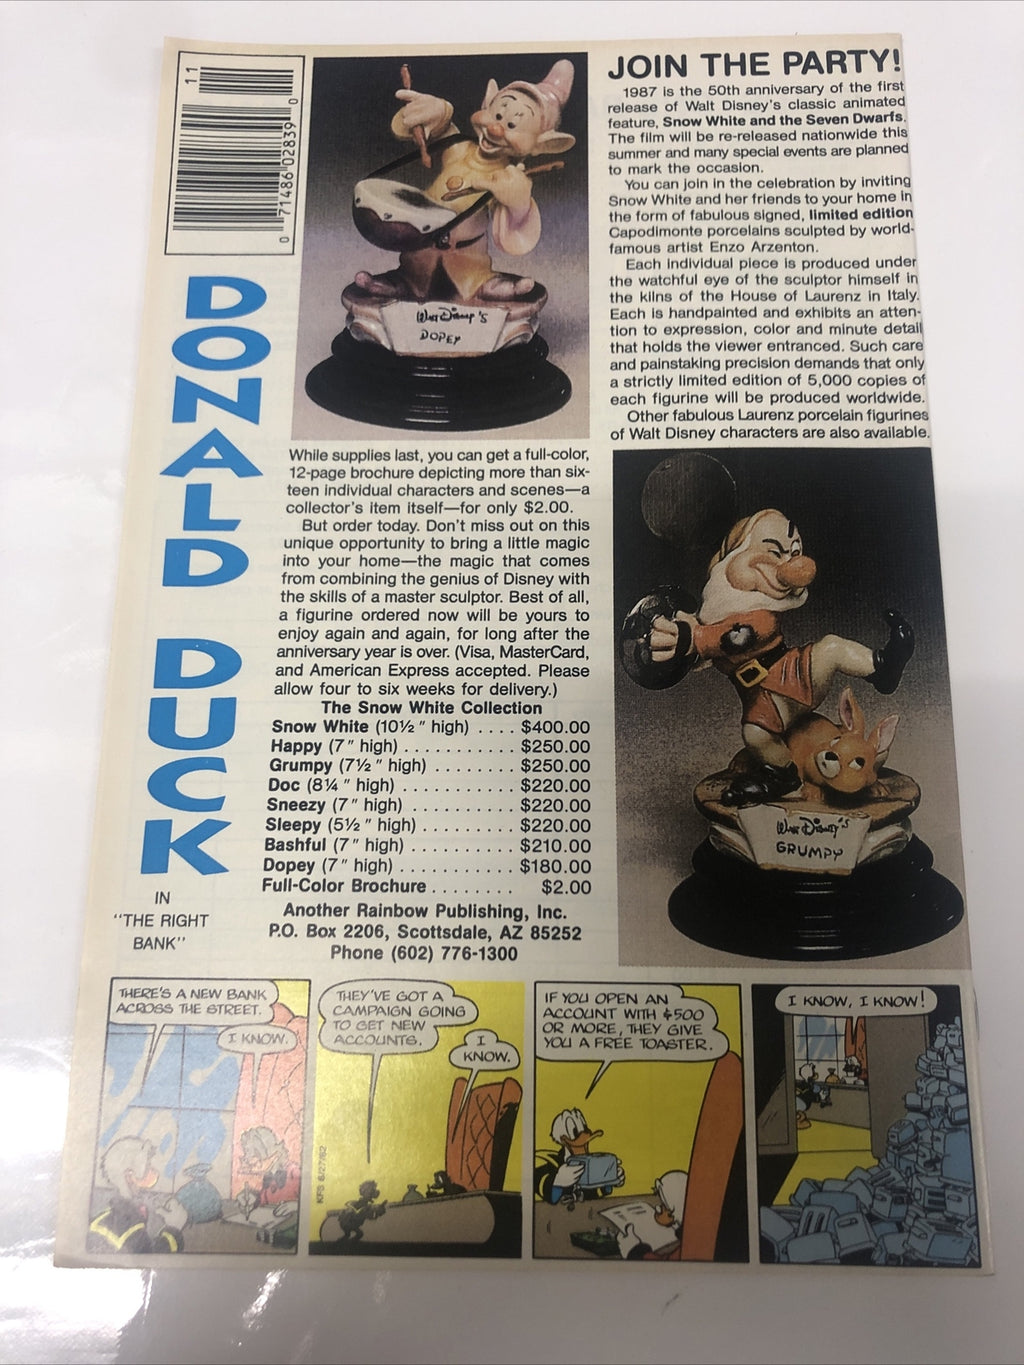 11
0 71486 02839 0
DONALD DUCK
IN
"THE RIGHT
BANK"
Walt Disney's
DOPEY
JOIN THE PARTY!
1987 is the 50th anniversary of the first
release of Walt Disney's classic animated
feature, Snow White and the Seven Dwarfs.
The film will be re-released nationwide this
summer and many special events are planned
to mark the occasion.
You can join in the celebration by inviting
Snow White and her friends to your home in
the form of fabulous signed, limited edition
Capodimonte porcelains sculpted by world-
famous artist Enzo Arzenton.
Each individual piece is produced under
the watchful eye of the sculptor himself in
the kilns of the House of Laurenz in Italy.
Each is handpainted and exhibits an atten-
tion to expression, color and minute detail
that holds the viewer entranced. Such care
and painstaking precision demands that only
a strictly limited edition of 5,000 copies of
each figurine will be produced worldwide.
Other fabulous Laurenz porcelain figurines
of Walt Disney characters are also available.
While supplies last, you can get a full-color,
12-page brochure depicting more than six-
teen individual characters and scenes—a
collector's item itself—for only $2.00.
But order today. Don't miss out on this
unique opportunity to bring a little magic
into your home—the magic that comes
from combining the genius of Disney with
the skills of a master sculptor. Best of all,
a figurine ordered now will be yours to
enjoy again and again, for long after the
anniversary year is over. (Visa, MasterCard,
and American Express accepted. Please
allow four to six weeks for delivery.)
The Snow White Collection
Snow White (10½" high) .... $400.00
Happy (7" high) ........... $250.00
Grumpy (7½" high) ........ $250.00
Doc (8¼" high) ........... $220.00
Sneezy (7" high) .......... $220.00
Sleepy (5½" high) ......... $220.00
Bashful (7" high) .......... $210.00
Dopey (7" high) ........... $180.00
Full-Color Brochure ........ $2.00
Another Rainbow Publishing, Inc.
P.O. Box 2206, Scottsdale, AZ 85252
Phone (602) 776-1300
Walt Disney's
GRUMPY
THERE'S A NEW BANK
ACROSS THE STREET.
I KNOW.
THEY'VE GOT A
CAMPAIGN GOING
TO GET NEW
ACCOUNTS.
I
KNOW.
KFS 6/27/82
IF YOU OPEN AN
ACCOUNT WITH $500
OR MORE, THEY GIVE
YOU A FREE TOASTER.
I KNOW, I KNOW!